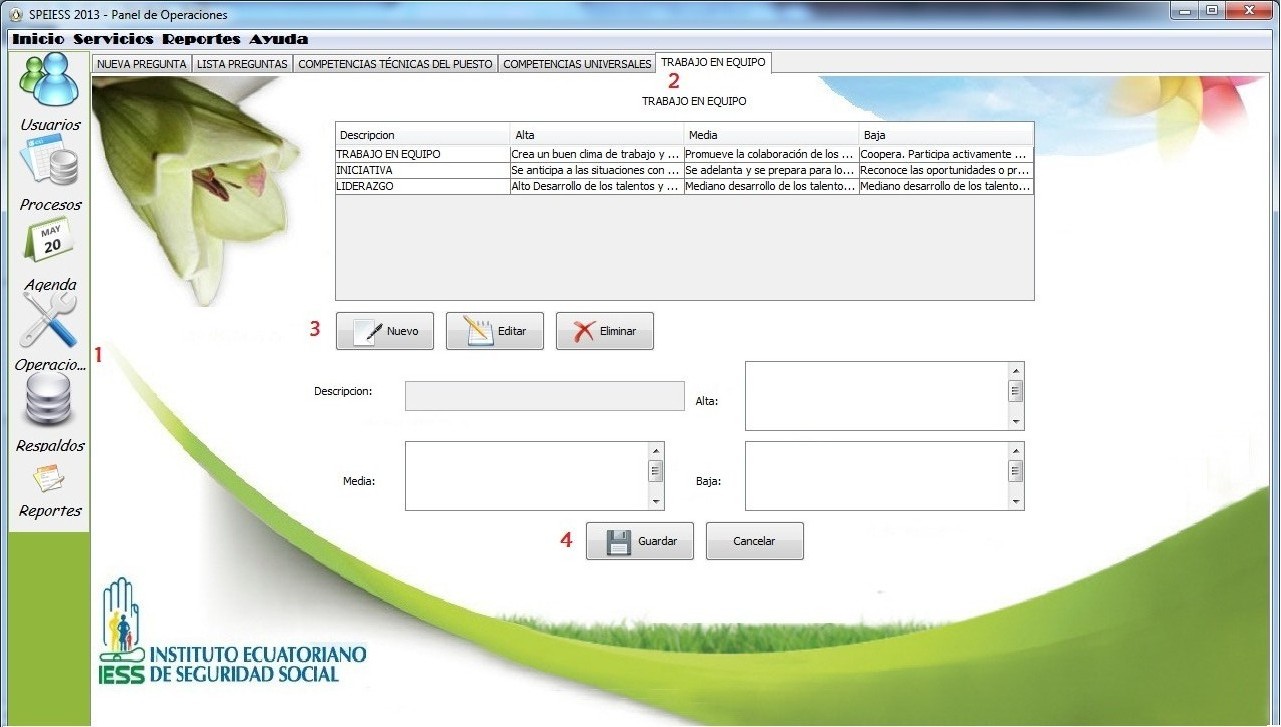 SPEIESS 2013 - Panel de Operaciones
Inicio Servicios Reportes Ayuda
NUEVA PREGUNTA LISTA PREGUNTAS COMPETENCIAS TÉCNICAS DEL PUESTO COMPETENCIAS UNIVERSALES TRABAJO EN EQUIPO
2
TRABAJO EN EQUIPO
Usuarios
Procesos
MAY
20
Agenda
Operacio...
Respaldos
Reportes
1
Descripcion Alta Media Baja
TRABAJO EN EQUIPO Crea un buen clima de trabajo y ... Promueve la colaboración de los ... Coopera. Participa activamente ...
INICIATIVA Se anticipa a las situaciones con ... Se adelanta y se prepara para lo... Reconoce las oportunidades o pr...
LIDERAZGO Alto Desarrollo de los talentos y ... Mediano desarrollo de los talento... Mediano desarrollo de los talento...
3 Nuevo Editar Eliminar
Descripcion: Alta:
Media: Baja:
4 Guardar Cancelar
IESS
INSTITUTO ECUATORIANO
DE SEGURIDAD SOCIAL